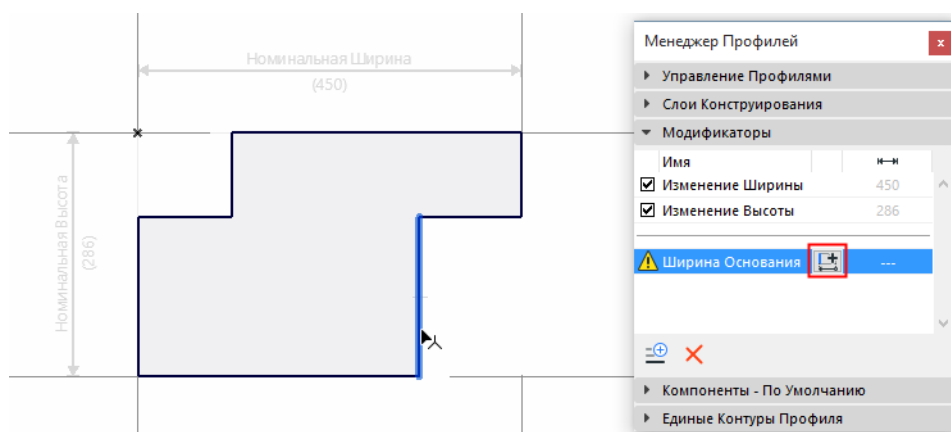 Номинальная Ширина
(450)
Номинальная Высота
(286)
Менеджер Профилей
x
Управление Профилями
Слои Конструирования
Модификаторы
Имя
Изменение Ширины 450
Изменение Высоты 286
Ширина Основания ---
Компоненты - По Умолчанию
Единые Контуры Профиля